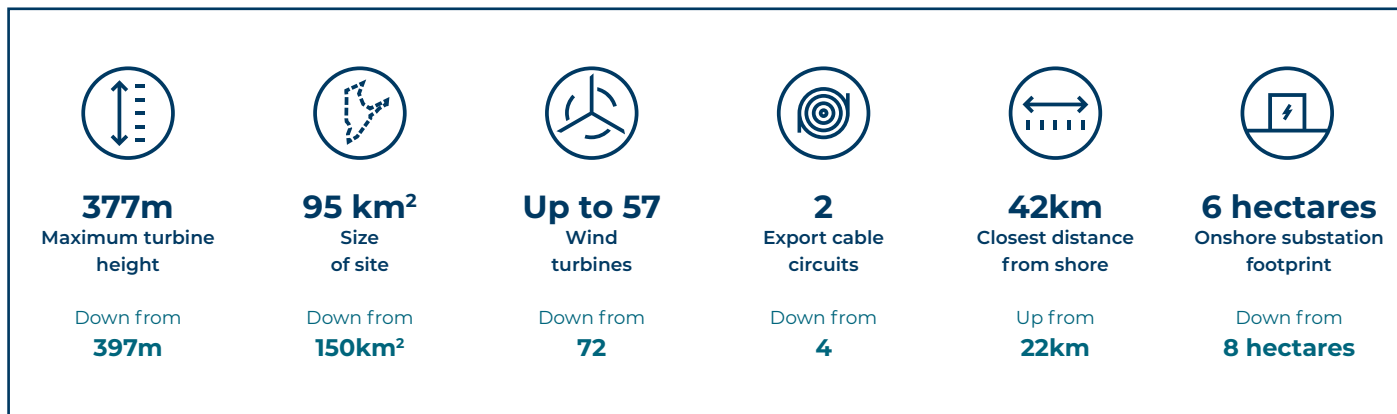 377m
Maximum turbine
height
Down from
397m
95 km²
Size
of site
Down from
150km²
Up to 57
Wind
turbines
Down from
72
2
Export cable
circuits
Down from
4
42km
Closest distance
from shore
Up from
22km
6 hectares
Onshore substation
footprint
Down from
8 hectares